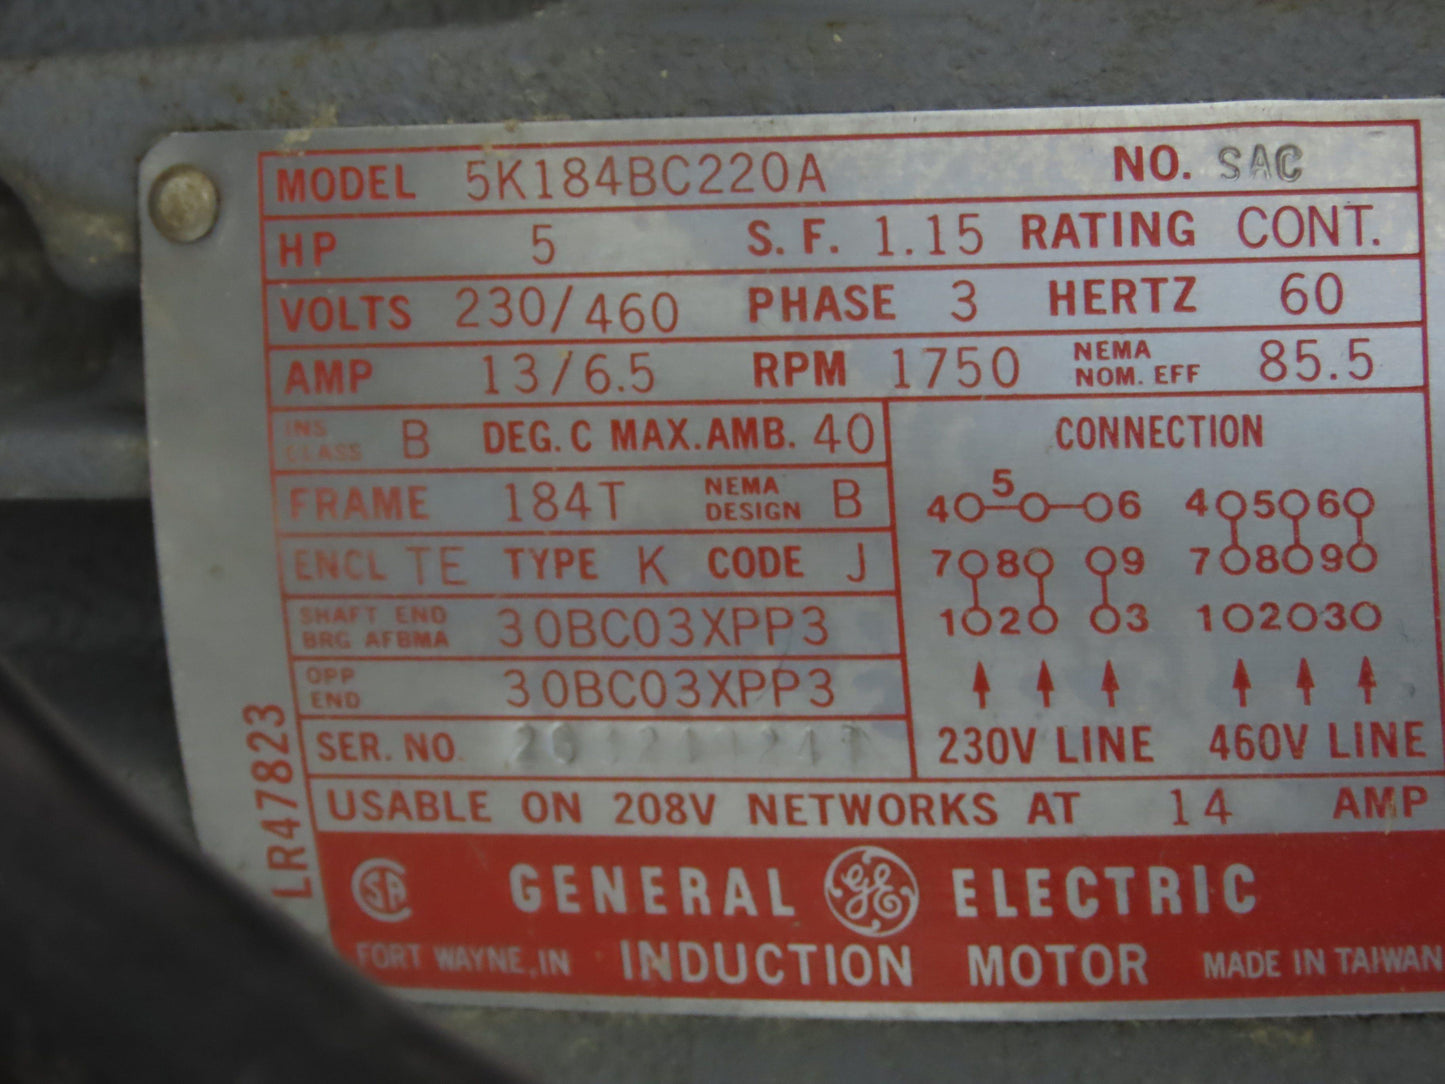 MODEL 5K184BC220A NO. SAC
HP 5 S. F. 1.15 RATING CONT.
VOLTS 230/460 PHASE 3 HERTZ 60
AMP 13/6.5 RPM 1750 NEMA NOM. EFF 85.5
INS CLASS B DEG. C MAX. AMB. 40
FRAME 184T NEMA DESIGN B
ENCL TE TYPE K CODE J
SHAFT END BRG AFBMA 30BC03XPP3
OPP END 30BC03XPP3
SER. NO.
CONNECTION
4 5 6 4 5 6
7 8 9 7 8 9
1 2 3 1 2 3
230V LINE 460V LINE
USABLE ON 208V NETWORKS AT 14 AMP
LR47823
SA GENERAL GE ELECTRIC
FORT WAYNE, IN INDUCTION MOTOR MADE IN TAIWAN